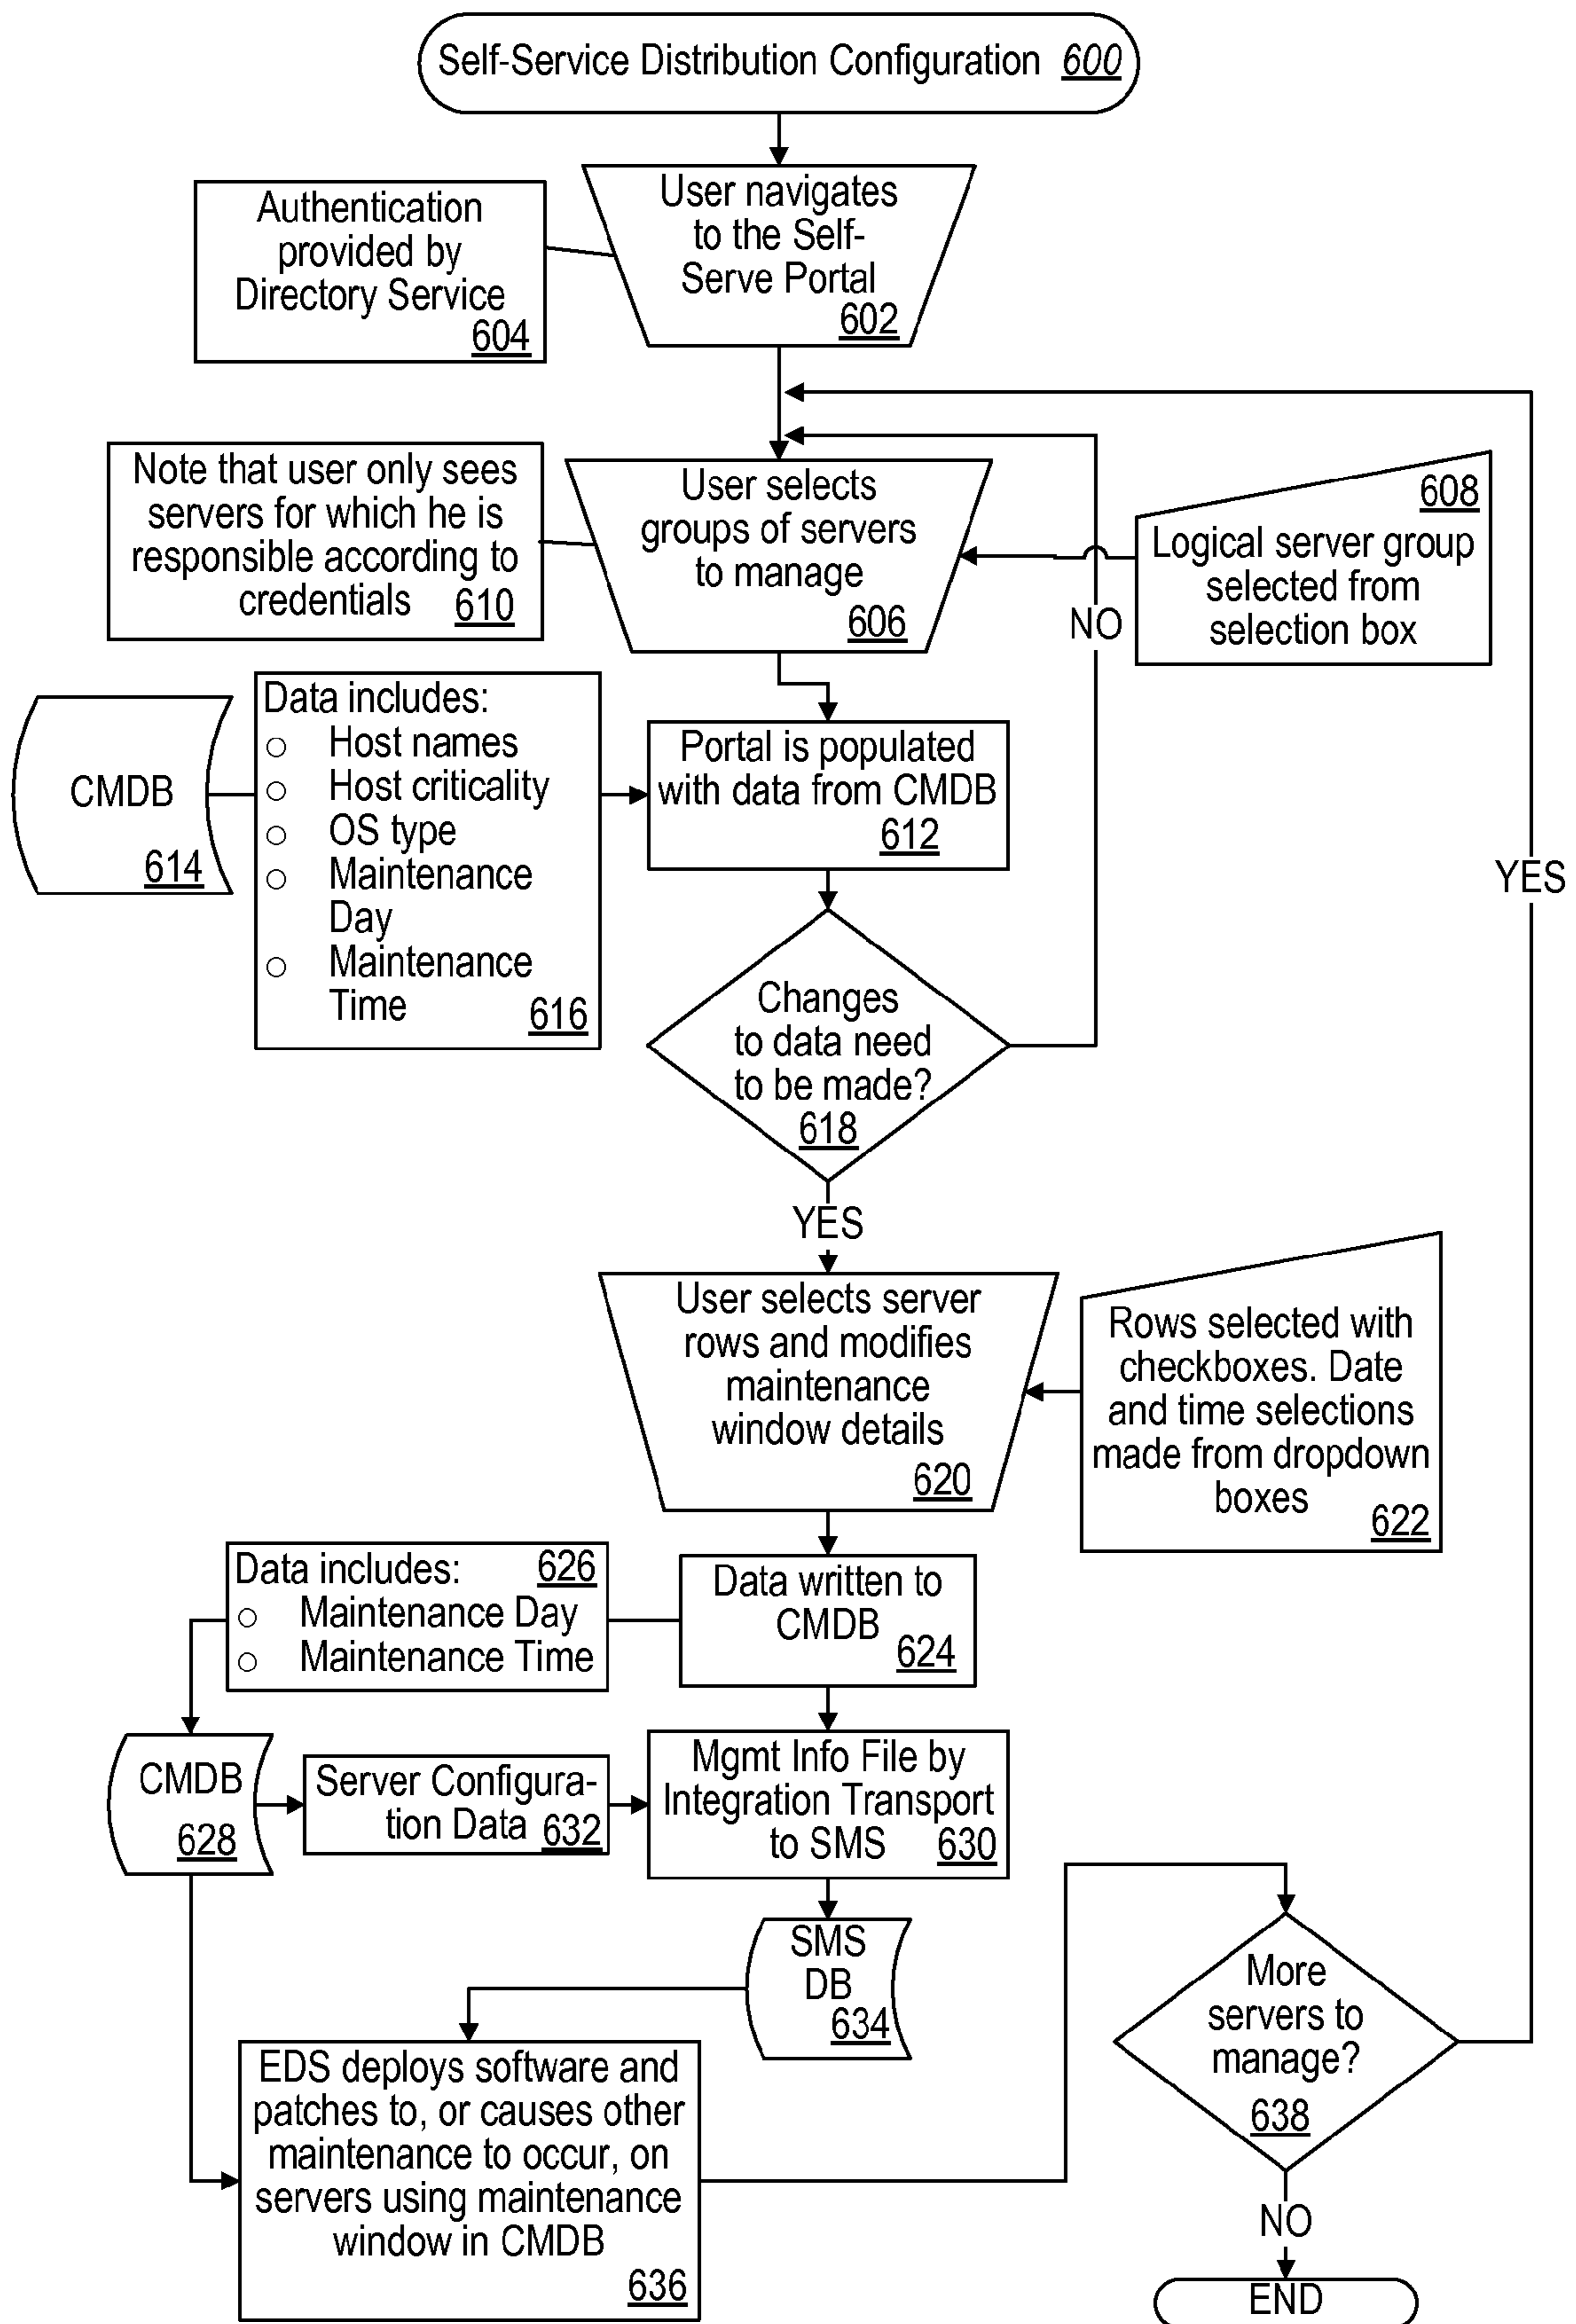 Self-Service Distribution Configuration 600
User navigates
to the Self-
Serve Portal
602
Authentication
provided by
Directory Service
604
Note that user only sees
servers for which he is
responsible according to
credentials 610
User selects
groups of servers
to manage
606
608
Logical server group
selected from
selection box
NO
CMDB
614
Data includes:
○ Host names
○ Host criticality
○ OS type
○ Maintenance
Day
○ Maintenance
Time 616
Portal is populated
with data from CMDB
612
YES
Changes
to data need
to be made?
618
YES
User selects server
rows and modifies
maintenance
window details
620
Rows selected with
checkboxes. Date
and time selections
made from dropdown
boxes
622
Data includes: 626
○ Maintenance Day
○ Maintenance Time
Data written to
CMDB
624
CMDB
628
Server Configura-
tion Data 632
Mgmt Info File by
Integration Transport
to SMS 630
SMS
DB
634
EDS deploys software and
patches to, or causes other
maintenance to occur, on
servers using maintenance
window in CMDB
636
More
servers to
manage?
638
NO
END